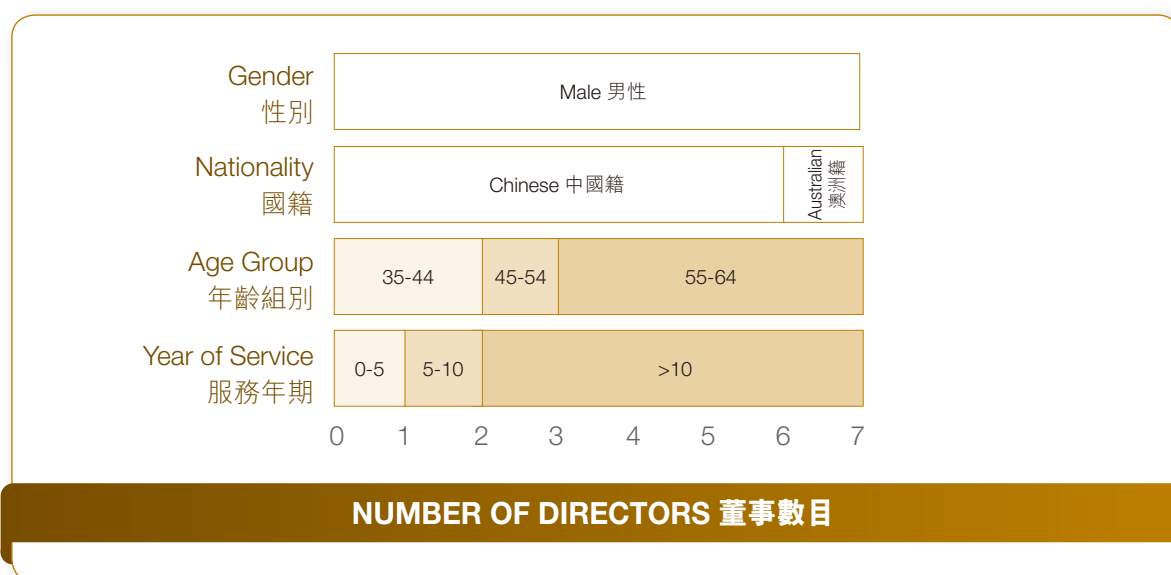 Gender
性別
Male 男性
Nationality
國籍
Chinese 中國籍
Australian
澳洲籍
Age Group
年齡組別
35-44
45-54
55-64
Year of Service
服務年期
0-5
5-10
>10
0 1 2 3 4 5 6 7
NUMBER OF DIRECTORS 董事數目